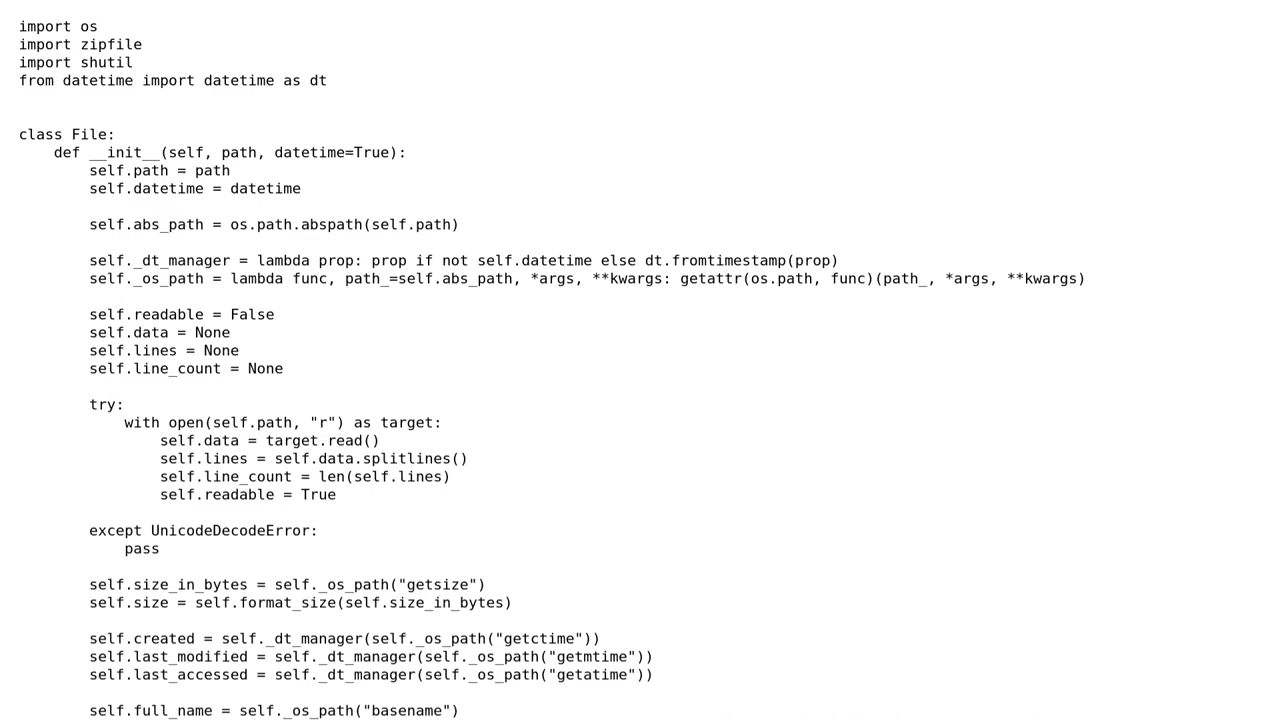 import os
import zipfile
import shutil
from datetime import datetime as dt
class File:
    def __init__(self, path, datetime=True):
        self.path = path
        self.datetime = datetime
        self.abs_path = os.path.abspath(self.path)
        self._dt_manager = lambda prop: prop if not self.datetime else dt.fromtimestamp(prop)
        self._os_path = lambda func, path_=self.abs_path, *args, **kwargs: getattr(os.path, func)(path_, *args, **kwargs)
        self.readable = False
        self.data = None
        self.lines = None
        self.line_count = None
        try:
            with open(self.path, "r") as target:
                self.data = target.read()
                self.lines = self.data.splitlines()
                self.line_count = len(self.lines)
                self.readable = True
        except UnicodeDecodeError:
            pass
        self.size_in_bytes = self._os_path("getsize")
        self.size = self.format_size(self.size_in_bytes)
        self.created = self._dt_manager(self._os_path("getctime"))
        self.last_modified = self._dt_manager(self._os_path("getmtime"))
        self.last_accessed = self._dt_manager(self._os_path("getatime"))
        self.full_name = self._os_path("basename")